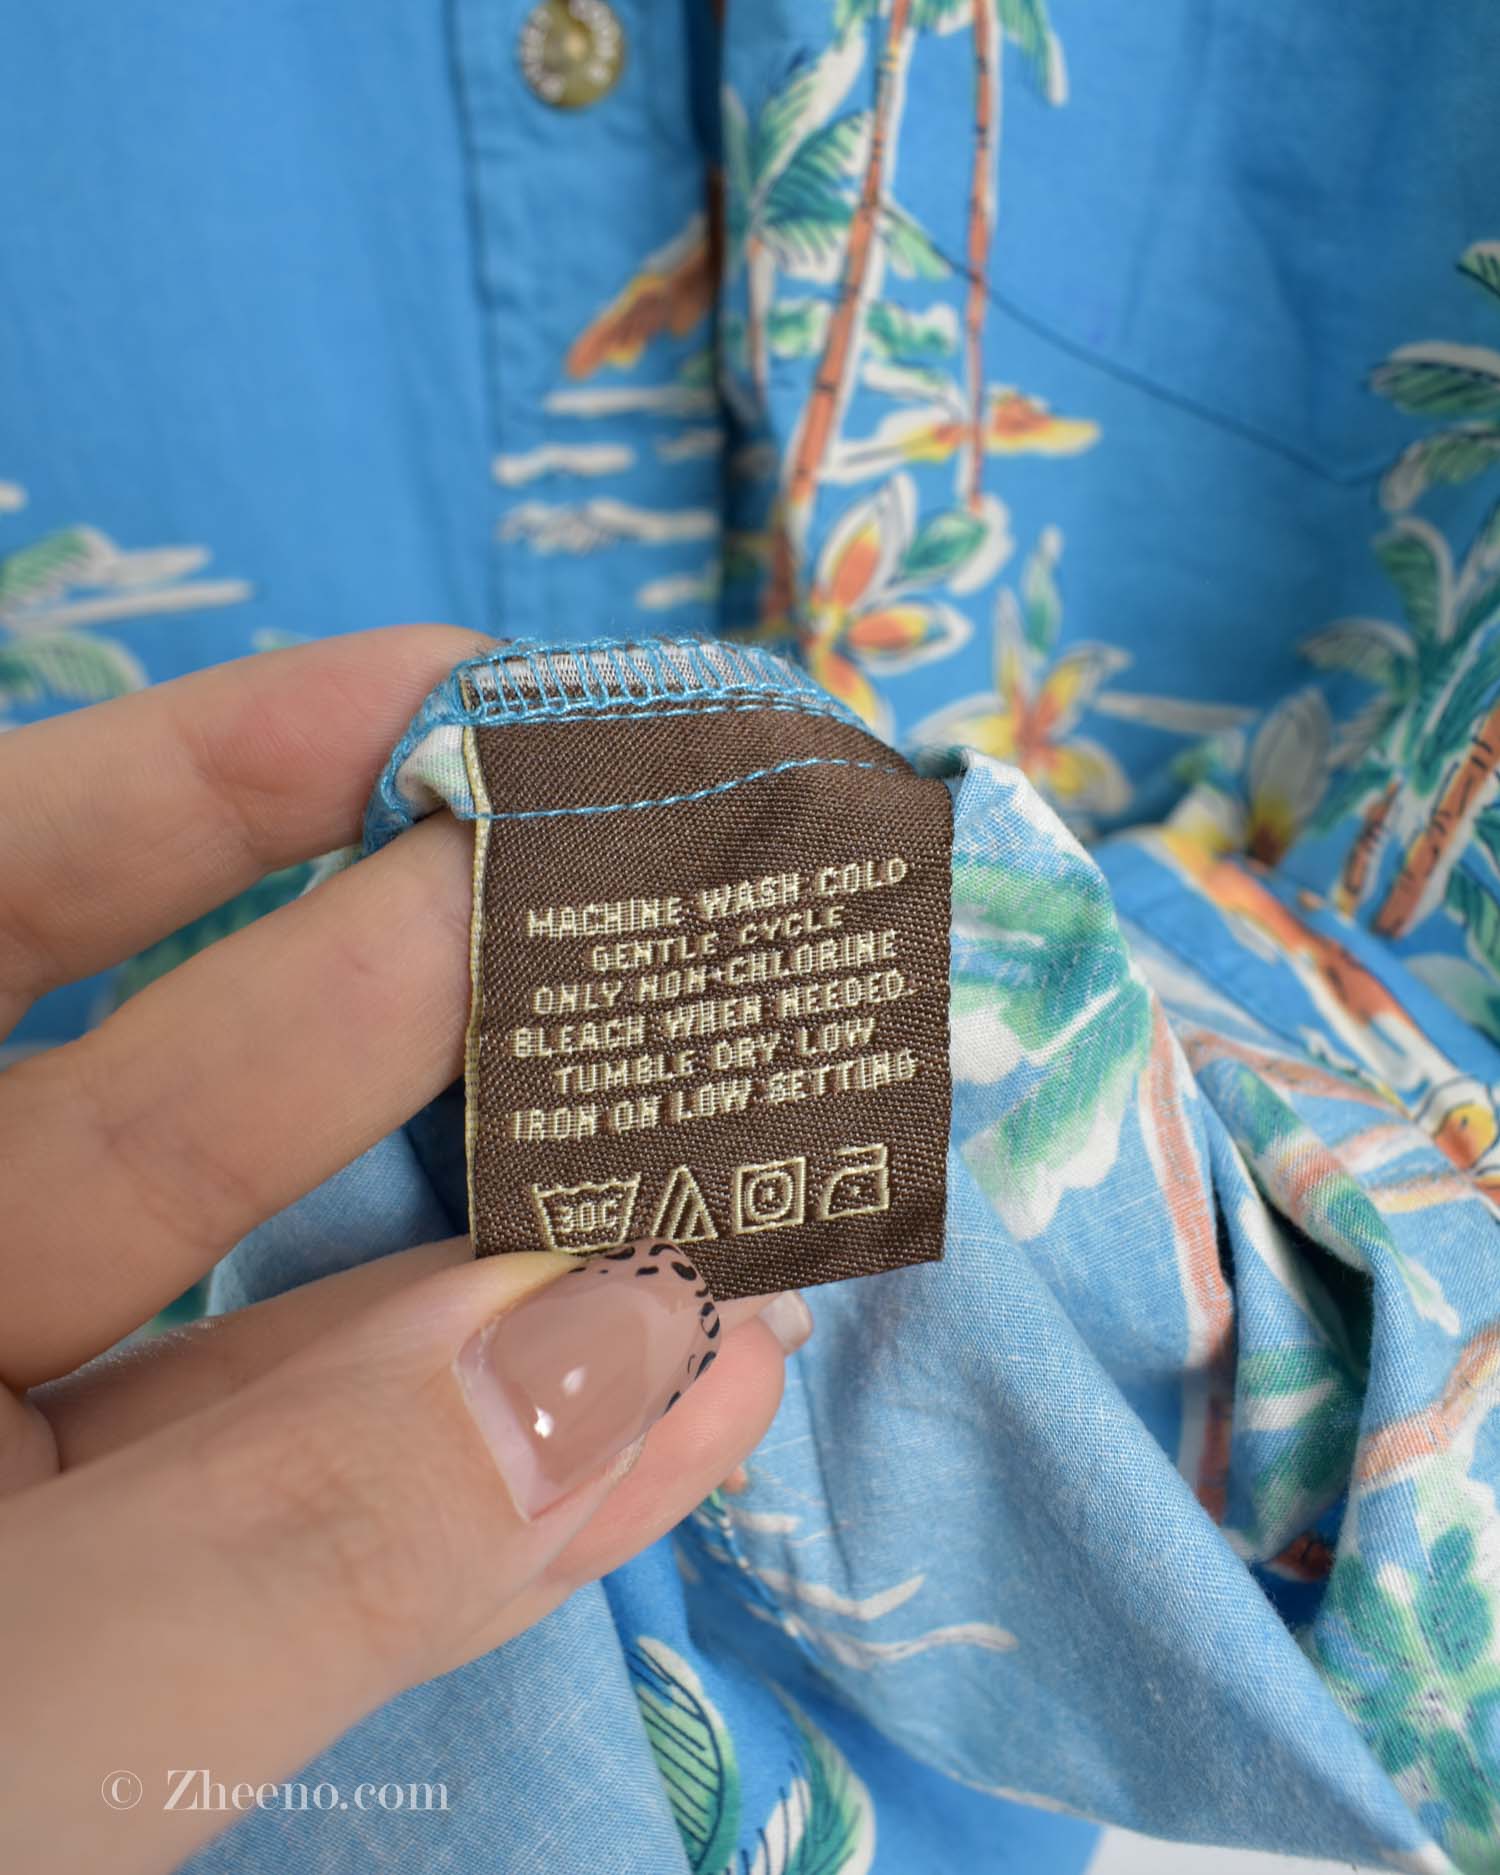 MACHINE WASH COLD
GENTLE CYCLE
ONLY NON-CHLORINE
BLEACH WHEN NEEDED.
TUMBLE DRY LOW
IRON ON LOW SETTING
30C
© Zheeno.com